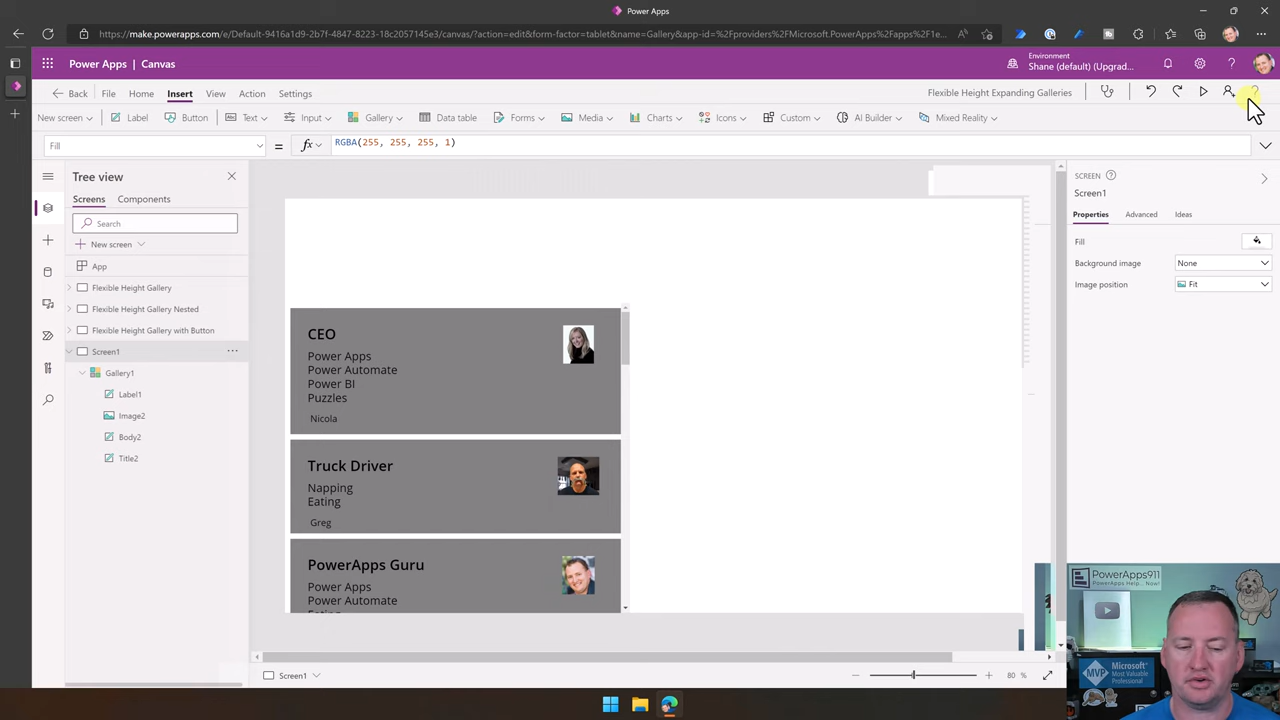 Power Apps
https://make.powerapps.com/e/Default-9416a1d9-2b7f-4847-8223-18c2057145e3/canvas/?action=edit&form-factor=tablet&name=Gallery&app-id=%2Fproviders%2FMicrosoft.PowerApps%2Fapps%2F1e...
Power Apps | Canvas
Environment
Shane (default) (Upgrad...
Back File Home Insert View Action Settings
Flexible Height Expanding Galleries
New screen Label Button Text Input Gallery Data table Forms Media Charts Icons Custom AI Builder Mixed Reality
Fill = fx RGBA(255, 255, 255, 1)
Tree view
Screens Components
Search
New screen
App
Flexible Height Gallery
Flexible Height Gallery Nested
Flexible Height Gallery with Button
Screen1
Gallery1
Label1
Image2
Body2
Title2
CEO
Power Apps
Power Automate
Power BI
Puzzles
Nicola
Truck Driver
Napping
Eating
Greg
PowerApps Guru
Power Apps
Power Automate
SCREEN
Screen1
Properties Advanced Ideas
Fill
Background image None
Image position Fit
PowerApps911
PowerApps Help... Now!
MVP Microsoft
Most Valuable
Professional
Screen1
80 %